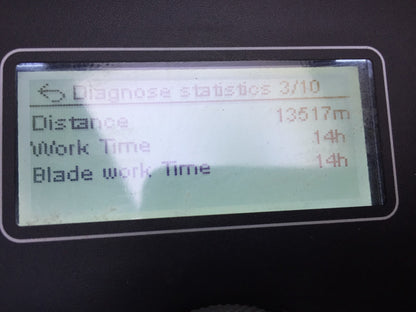 Diagnose statistics 3/10
Distance 13517m
Work Time 14h
Blade work Time 14h